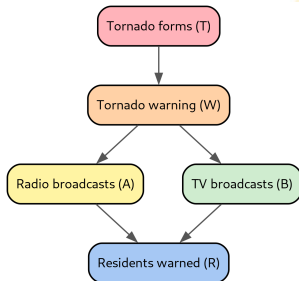 Tornado forms (T)
Tornado warning (W)
Radio broadcasts (A)
TV broadcasts (B)
Residents warned (R)